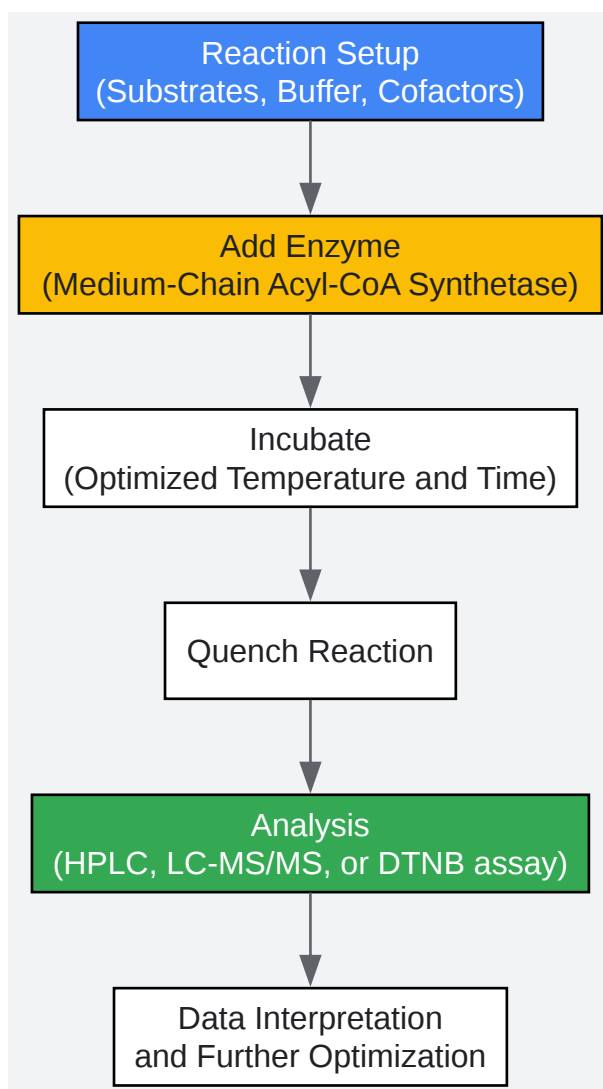 Reaction Setup
(Substrates, Buffer, Cofactors)
Add Enzyme
(Medium-Chain Acyl-CoA Synthetase)
Incubate
(Optimized Temperature and Time)
Quench Reaction
Analysis
(HPLC, LC-MS/MS, or DTNB assay)
Data Interpretation
and Further Optimization